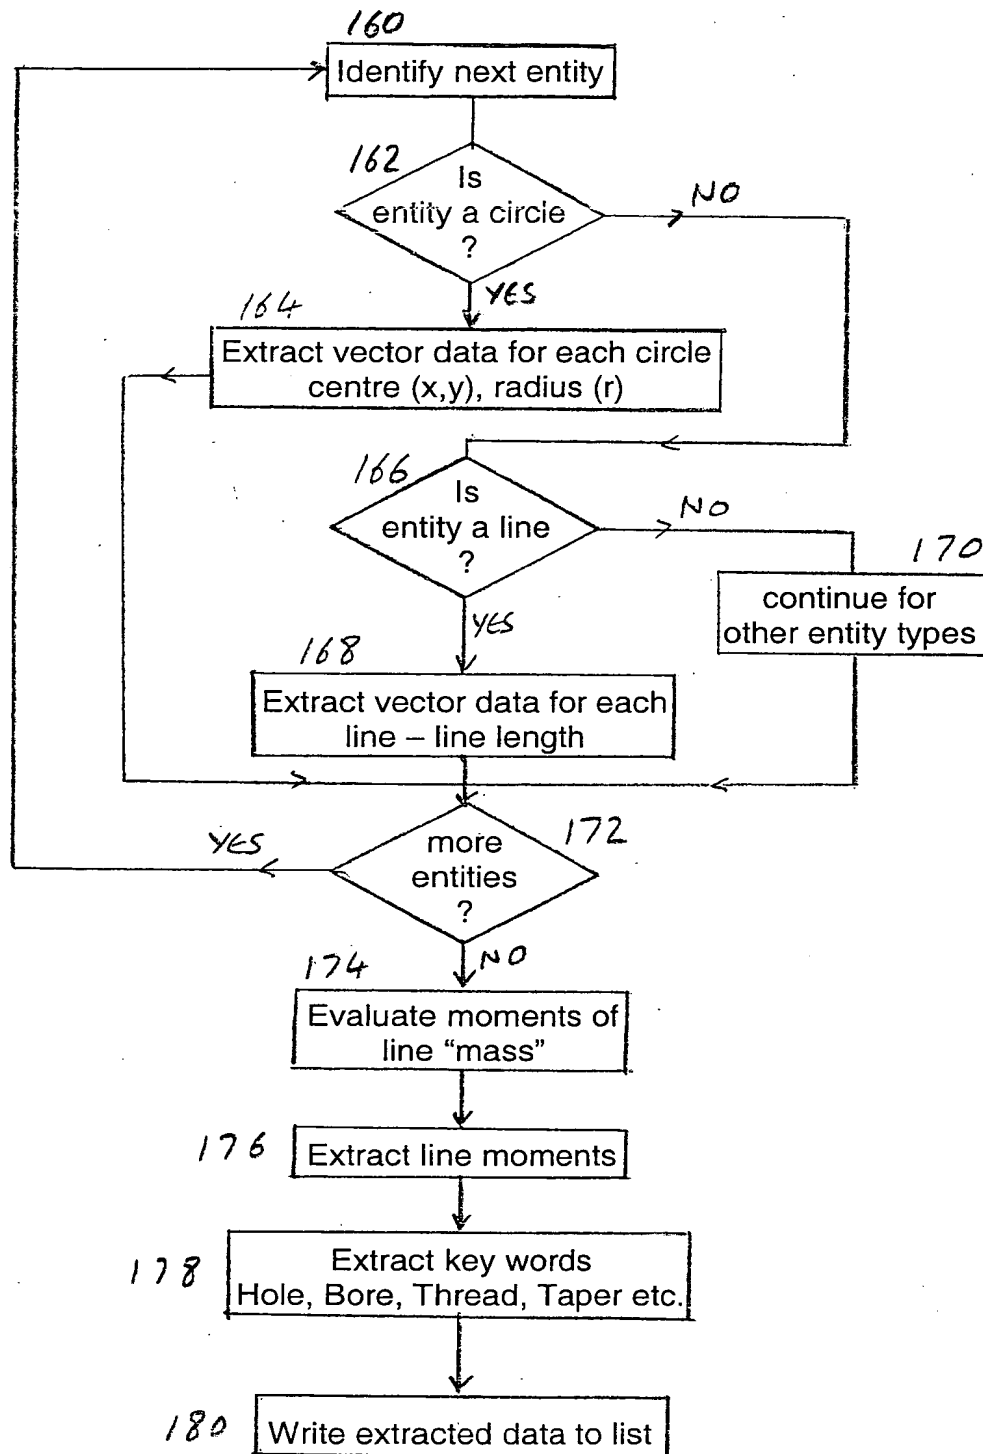 160
Identify next entity
162
Is
entity a circle
?
NO
YES
164
Extract vector data for each circle
centre (x,y), radius (r)
166
Is
entity a line
?
NO
170
continue for
other entity types
YES
168
Extract vector data for each
line – line length
172
more
entities
?
YES
NO
174
Evaluate moments of
line “mass”
176
Extract line moments
178
Extract key words
Hole, Bore, Thread, Taper etc.
180
Write extracted data to list